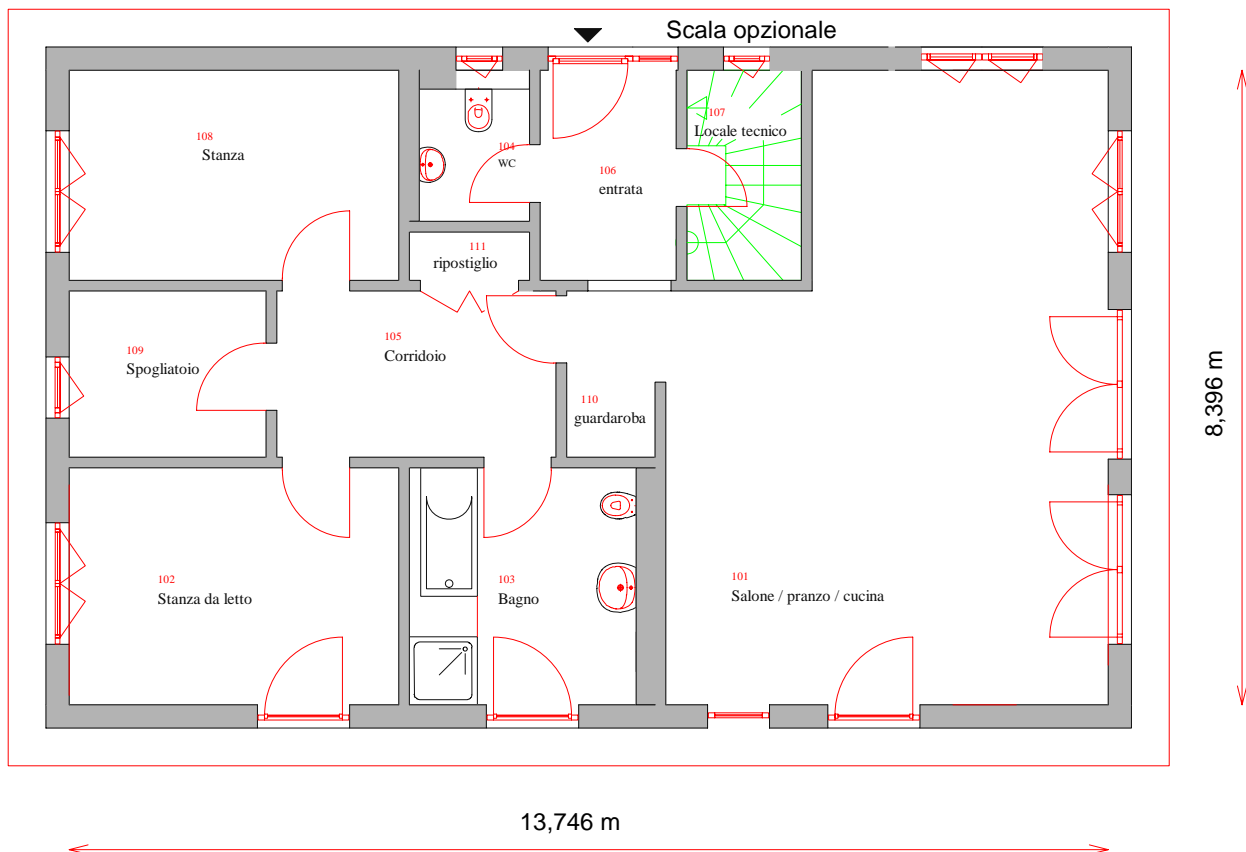 Scala opzionale
108
Stanza
104
WC
107
Locale tecnico
106
entrata
111
ripostiglio
109
Spogliatoio
105
Corridoio
110
guardaroba
8,396 m
102
Stanza da letto
103
Bagno
101
Salone / pranzo / cucina
13,746 m